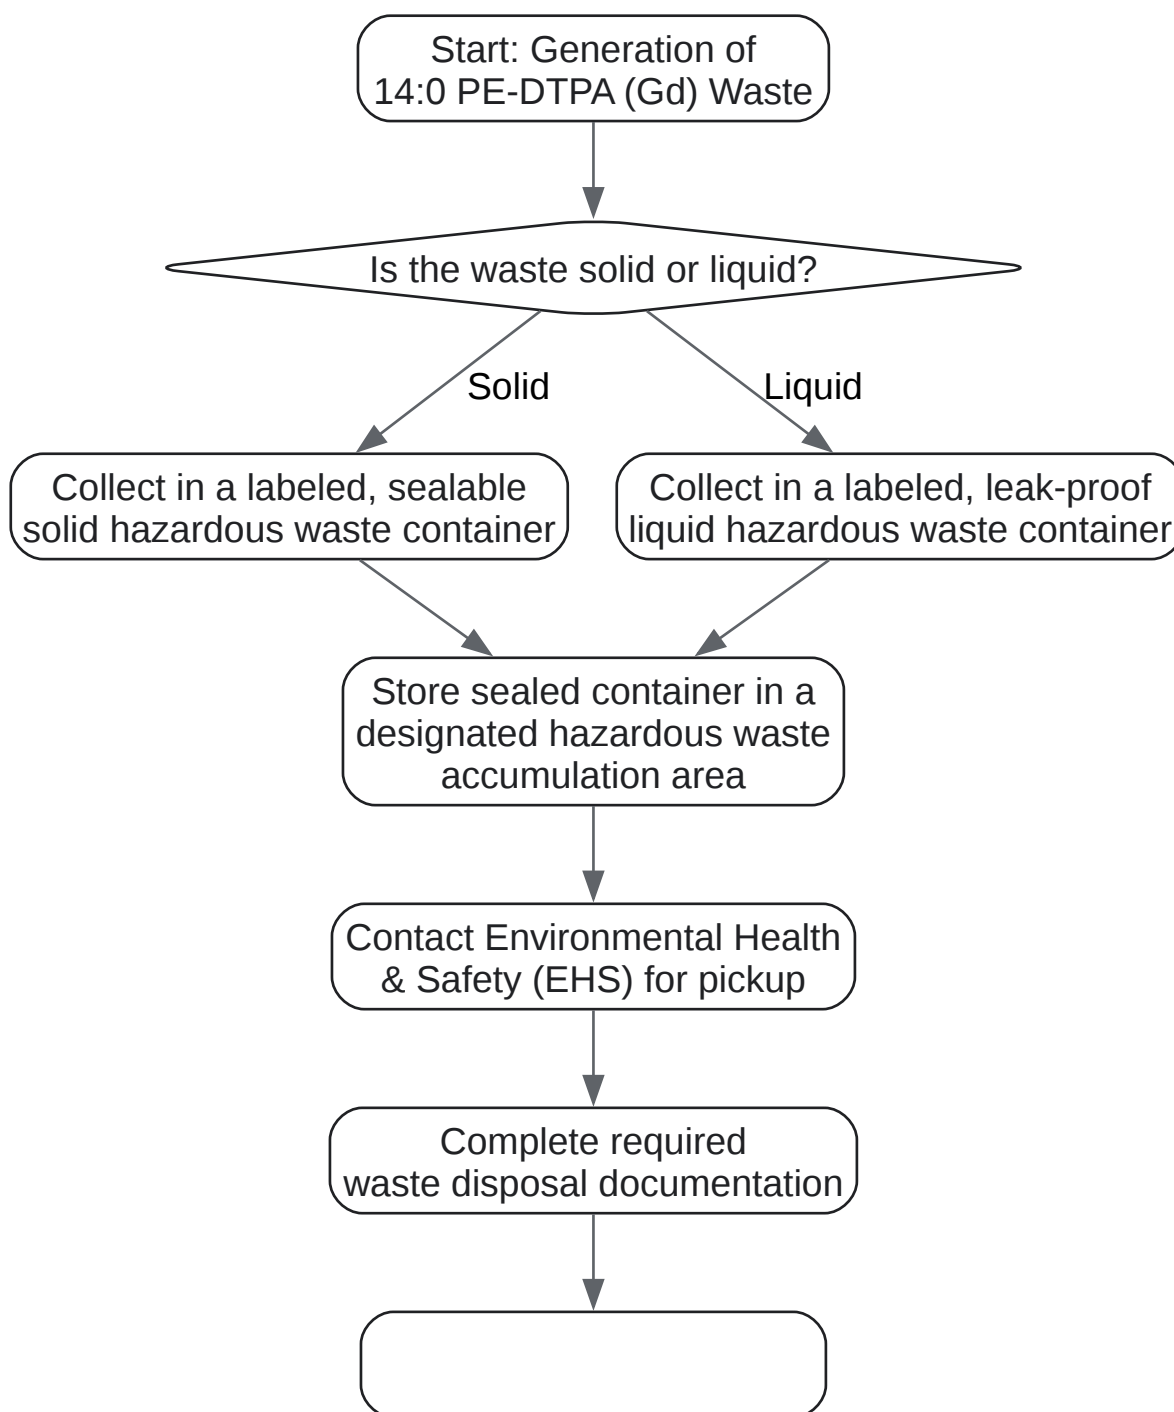 Start: Generation of
14:0 PE-DTPA (Gd) Waste
Is the waste solid or liquid?
Solid
Liquid
Collect in a labeled, sealable
solid hazardous waste container
Collect in a labeled, leak-proof
liquid hazardous waste container
Store sealed container in a
designated hazardous waste
accumulation area
Contact Environmental Health
& Safety (EHS) for pickup
Complete required
waste disposal documentation